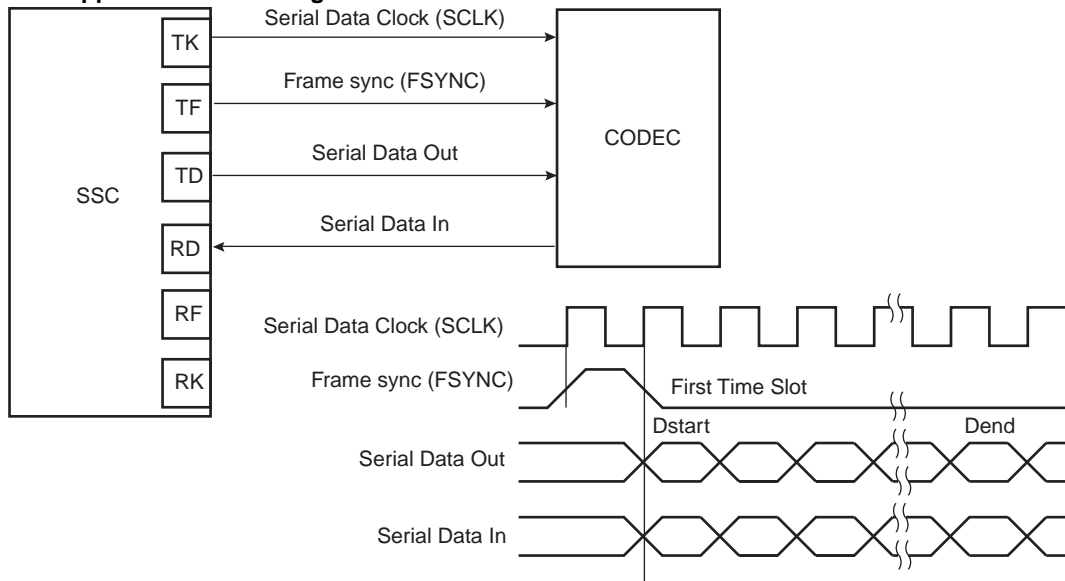 Serial Data Clock (SCLK)
TK
Frame sync (FSYNC)
TF
CODEC
Serial Data Out
TD
SSC
Serial Data In
RD
RF
Serial Data Clock (SCLK)
RK
Frame sync (FSYNC)
First Time Slot
Dstart
Dend
Serial Data Out
Serial Data In